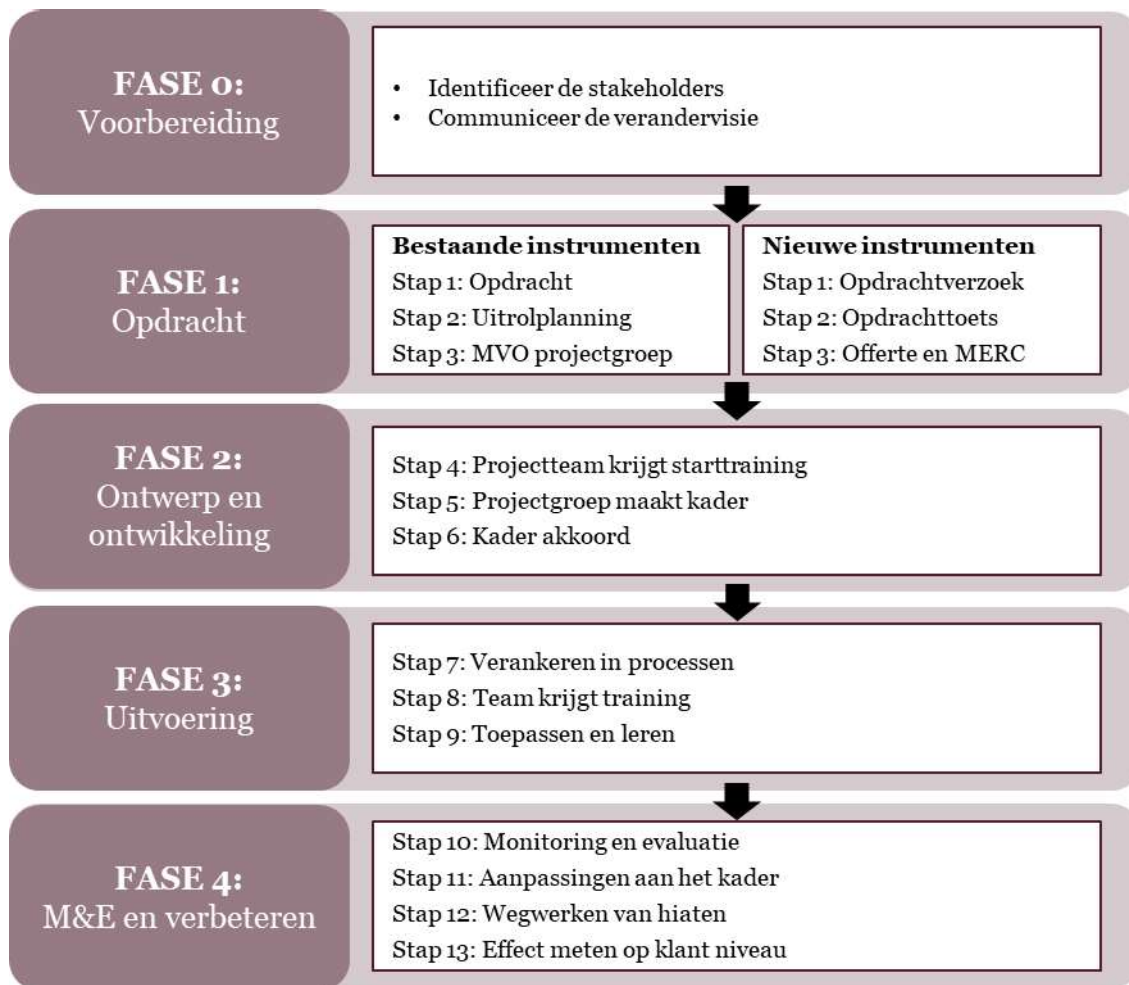 FASE 0:
Voorbereiding
• Identificeer de stakeholders
• Communiceer de verandervisie
FASE 1:
Opdracht
Bestaande instrumenten
Stap 1: Opdracht
Stap 2: Uitrolplanning
Stap 3: MVO projectgroep
Nieuwe instrumenten
Stap 1: Opdrachtverzoek
Stap 2: Opdrachttoets
Stap 3: Offerte en MERC
FASE 2:
Ontwerp en
ontwikkeling
Stap 4: Projectteam krijgt starttraining
Stap 5: Projectgroep maakt kader
Stap 6: Kader akkoord
FASE 3:
Uitvoering
Stap 7: Verankeren in processen
Stap 8: Team krijgt training
Stap 9: Toepassen en leren
FASE 4:
M&E en verbeteren
Stap 10: Monitoring en evaluatie
Stap 11: Aanpassingen aan het kader
Stap 12: Wegwerken van hiaten
Stap 13: Effect meten op klant niveau